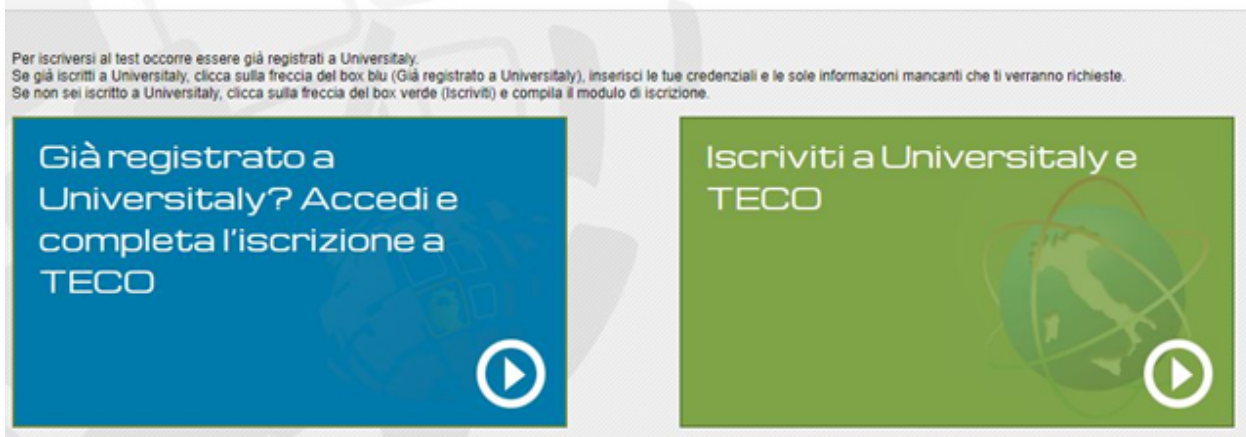 Per iscriversi al test occorre essere già registrati a Universitaly.
Se già iscritti a Universitaly, clicca sulla freccia del box blu (Già registrato a Universitaly), inserisci le tue credenziali e le sole informazioni mancanti che ti verranno richieste.
Se non sei iscritto a Universitaly, clicca sulla freccia del box verde (Iscriviti) e compila il modulo di iscrizione.
Già registrato a
Universitaly? Accedi e
completa l'iscrizione a
TECO
Iscriviti a Universitaly e
TECO